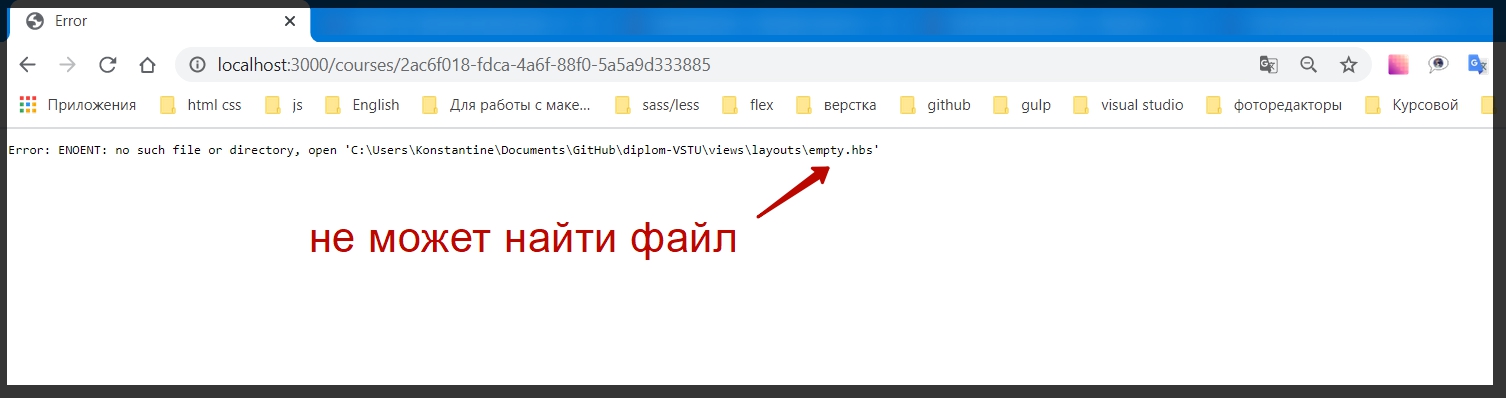 Error
localhost:3000/courses/2ac6f018-fdca-4a6f-88f0-5a5a9d333885
Приложения html css js English Для работы с маке... sass/less flex верстка github gulp visual studio фоторедакторы Курсовой
Error: ENOENT: no such file or directory, open 'C:\Users\Konstantine\Documents\GitHub\diplom-VSTU\views\layouts\empty.hbs'
не может найти файл